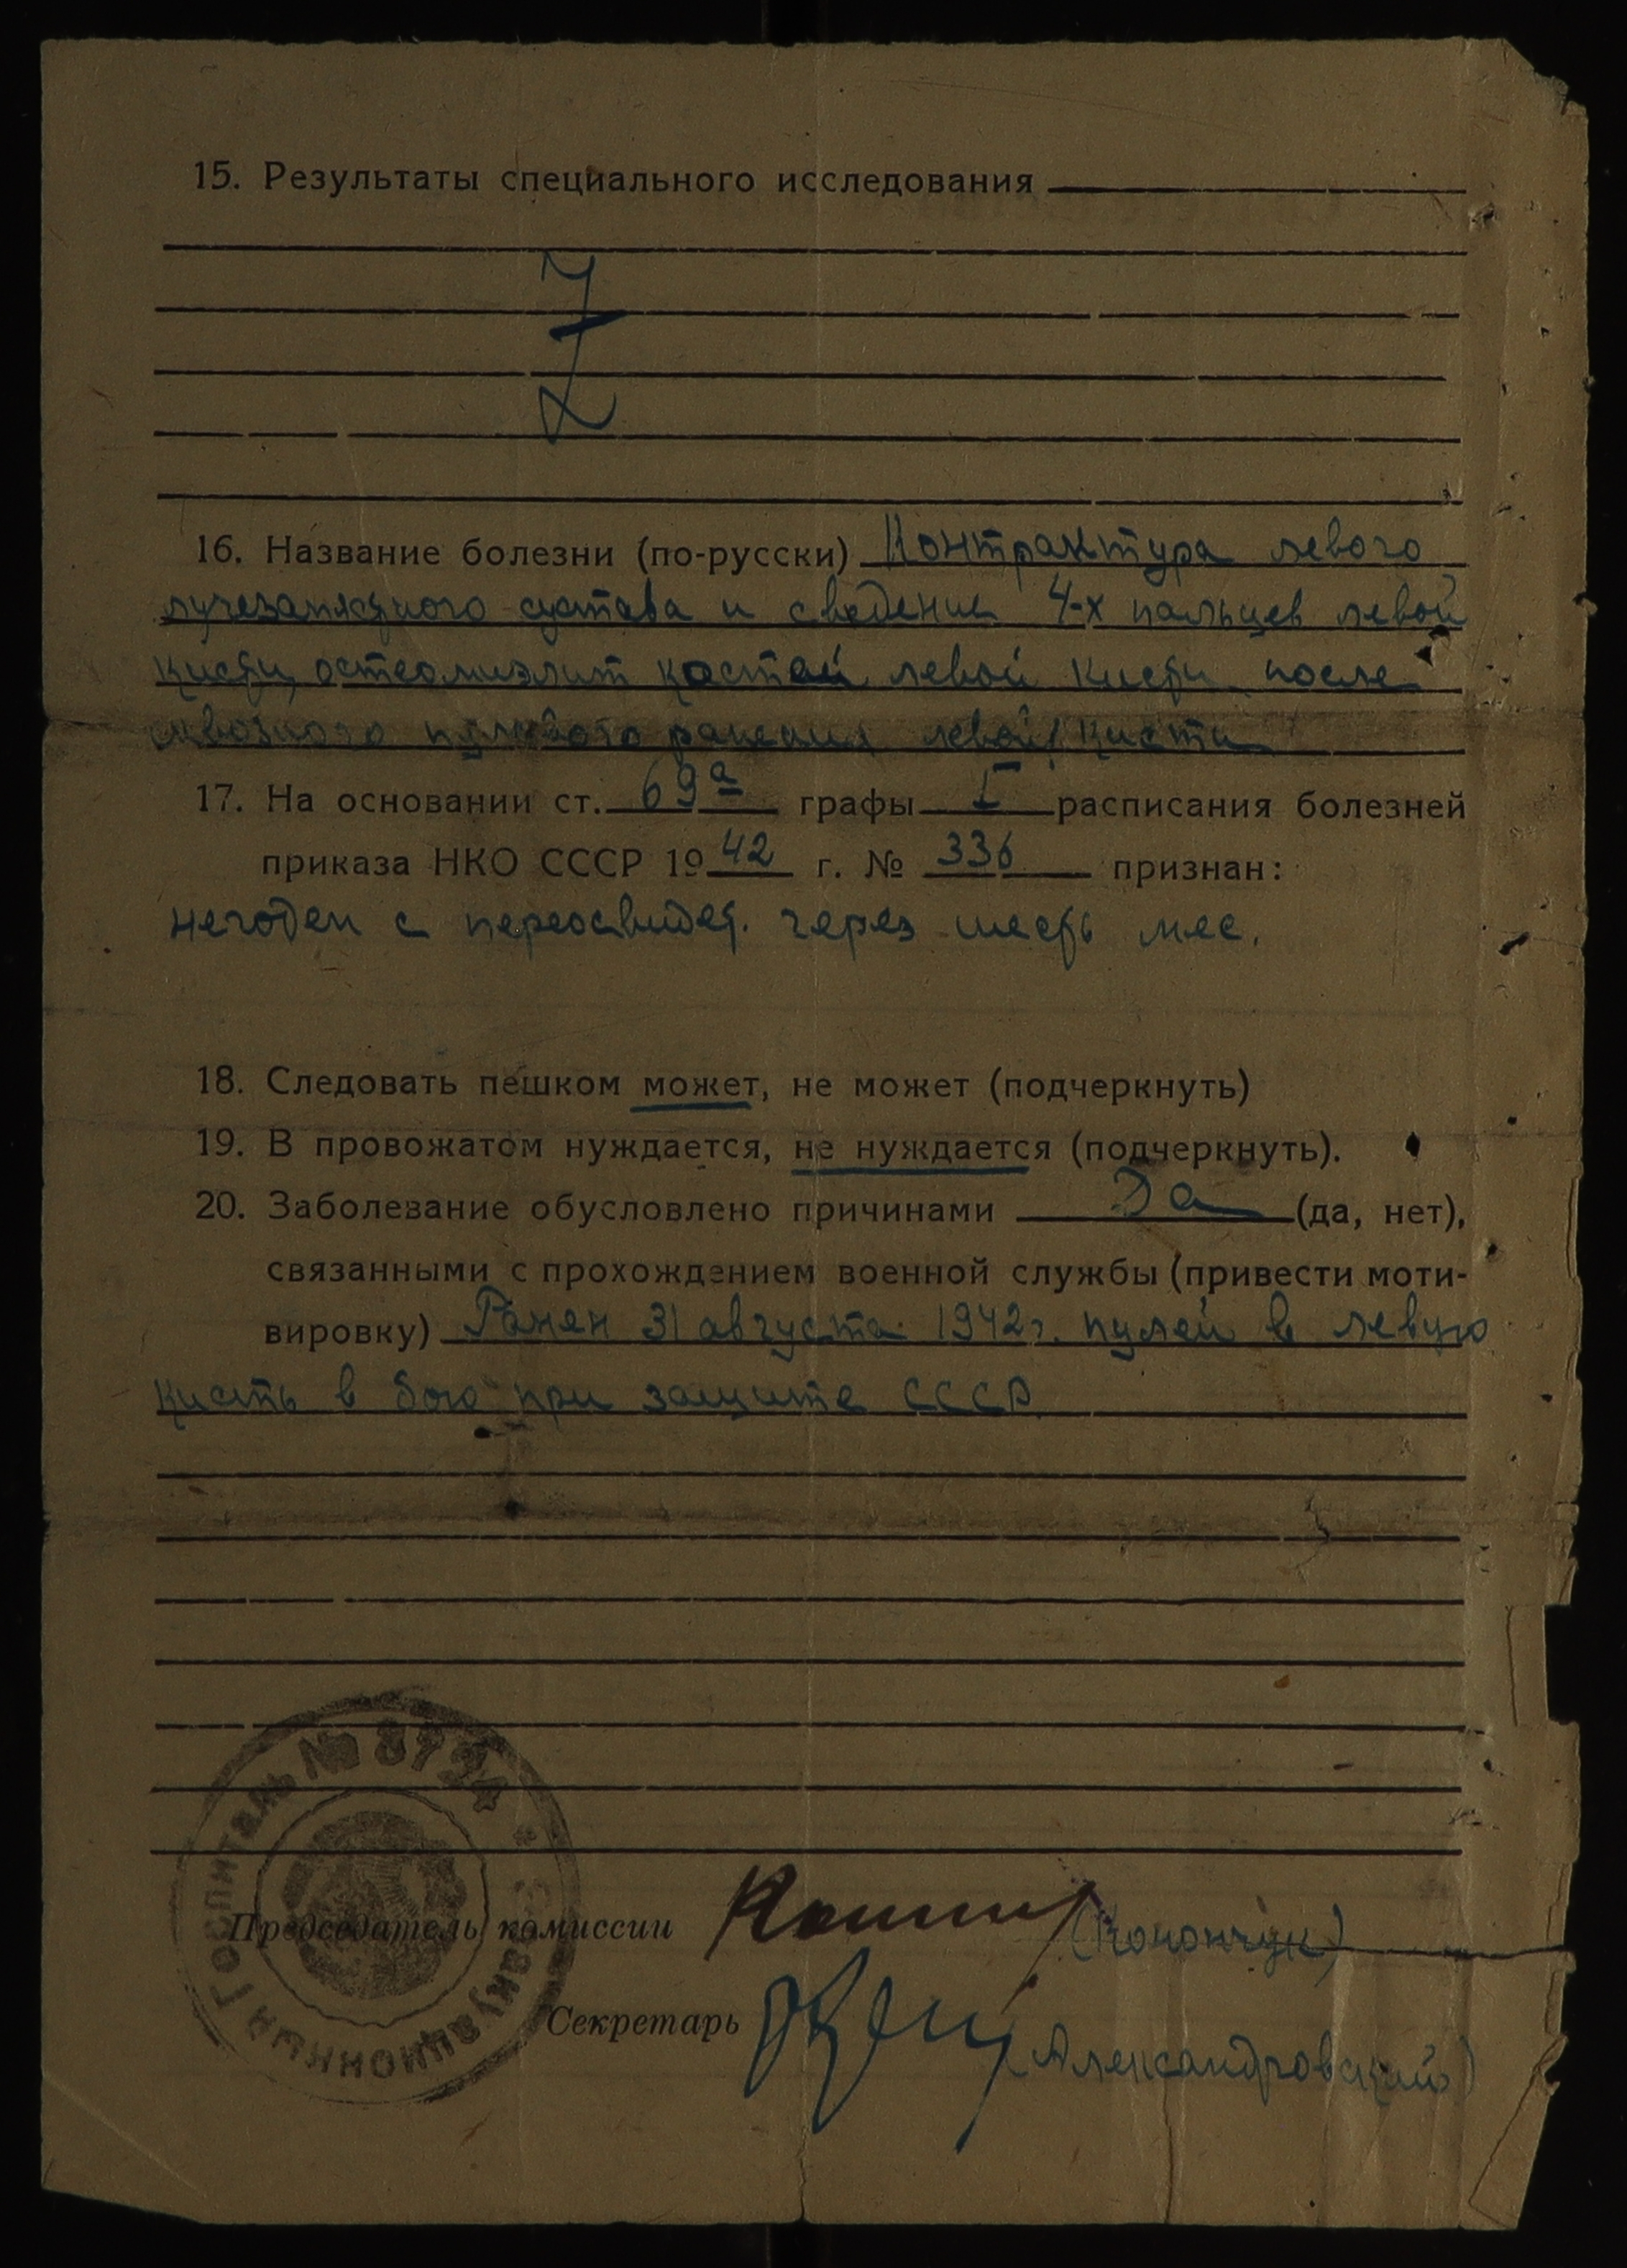 15. Результаты специального исследования
Z
16. Название болезни (по-русски) Контрактура левого
лучезапястного сустава и сведение 4-х пальцев левой
кисти, остеомиэлит костей левой кисти после
сквозного пулевого ранения левой кисти
17. На основании ст. 69а графы I расписания болезней
приказа НКО СССР 1942 г. № 336 признан:
негоден с переосвидет. через шесть мес.
18. Следовать пешком может, не может (подчеркнуть)
19. В провожатом нуждается, не нуждается (подчеркнуть).
20. Заболевание обусловлено причинами Да (да, нет),
связанными с прохождением военной службы (привести моти-
вировку) Ранен 31 августа 1942 г. пулей в левую
кисть в бою при защите СССР
Госпиталь №
Эвакуационный
Председатель комиссии (Конончук)
Секретарь (Александровский)